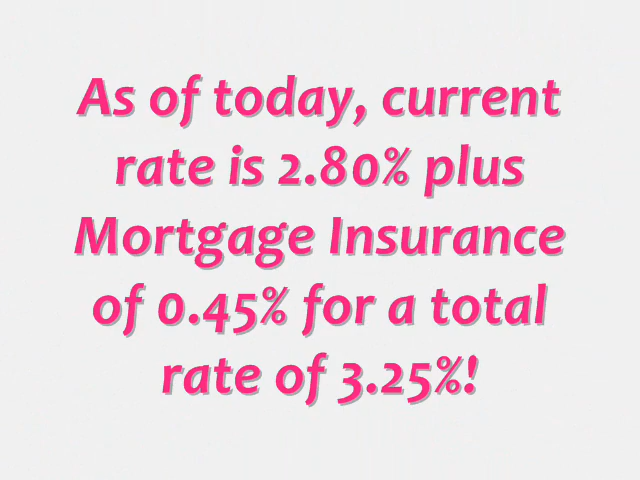 As of today, current
rate is 2.80% plus
Mortgage Insurance
of 0.45% for a total
rate of 3.25%!